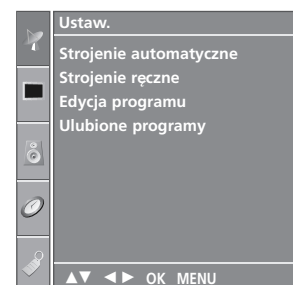 Ustaw.
Strojenie automatyczne
Strojenie ręczne
Edycja programu
Ulubione programy
▲▼ ◄► OK MENU